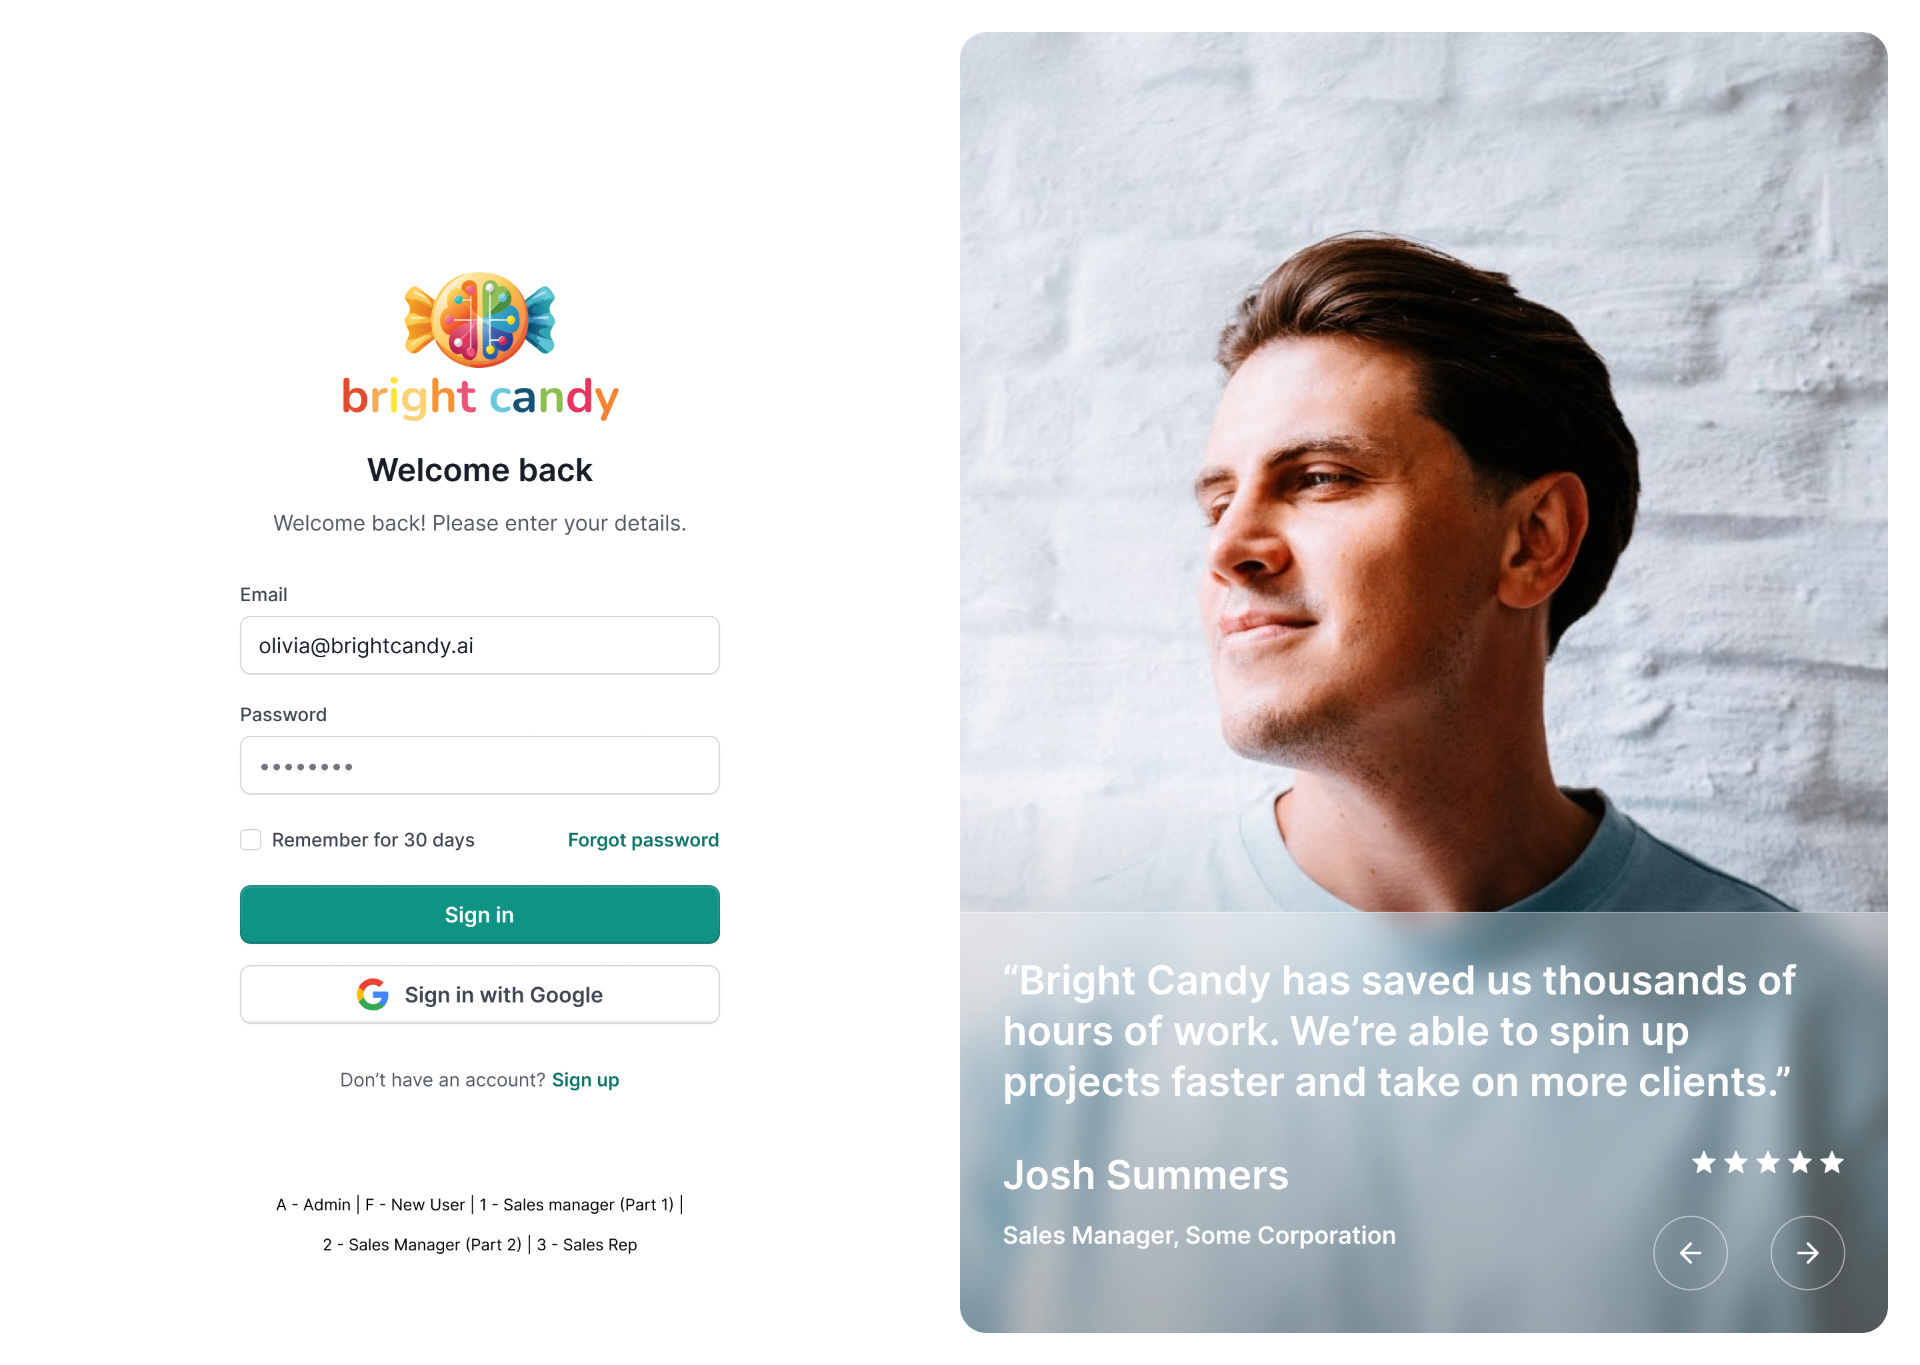 bright candy
Welcome back
Welcome back! Please enter your details.
Email
olivia@brightcandy.ai
Password
••••••••
Remember for 30 days
Forgot password
Sign in
Sign in with Google
Don’t have an account? Sign up
A - Admin | F - New User | 1 - Sales manager (Part 1) |
2 - Sales Manager (Part 2) | 3 - Sales Rep
“Bright Candy has saved us thousands of
hours of work. We’re able to spin up
projects faster and take on more clients.”
Josh Summers
Sales Manager, Some Corporation